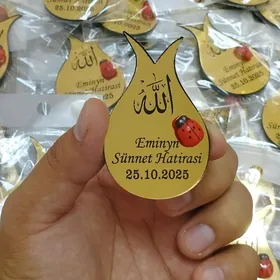 الله
Eminyn
Sünnet Hatirasi
25.10.2025